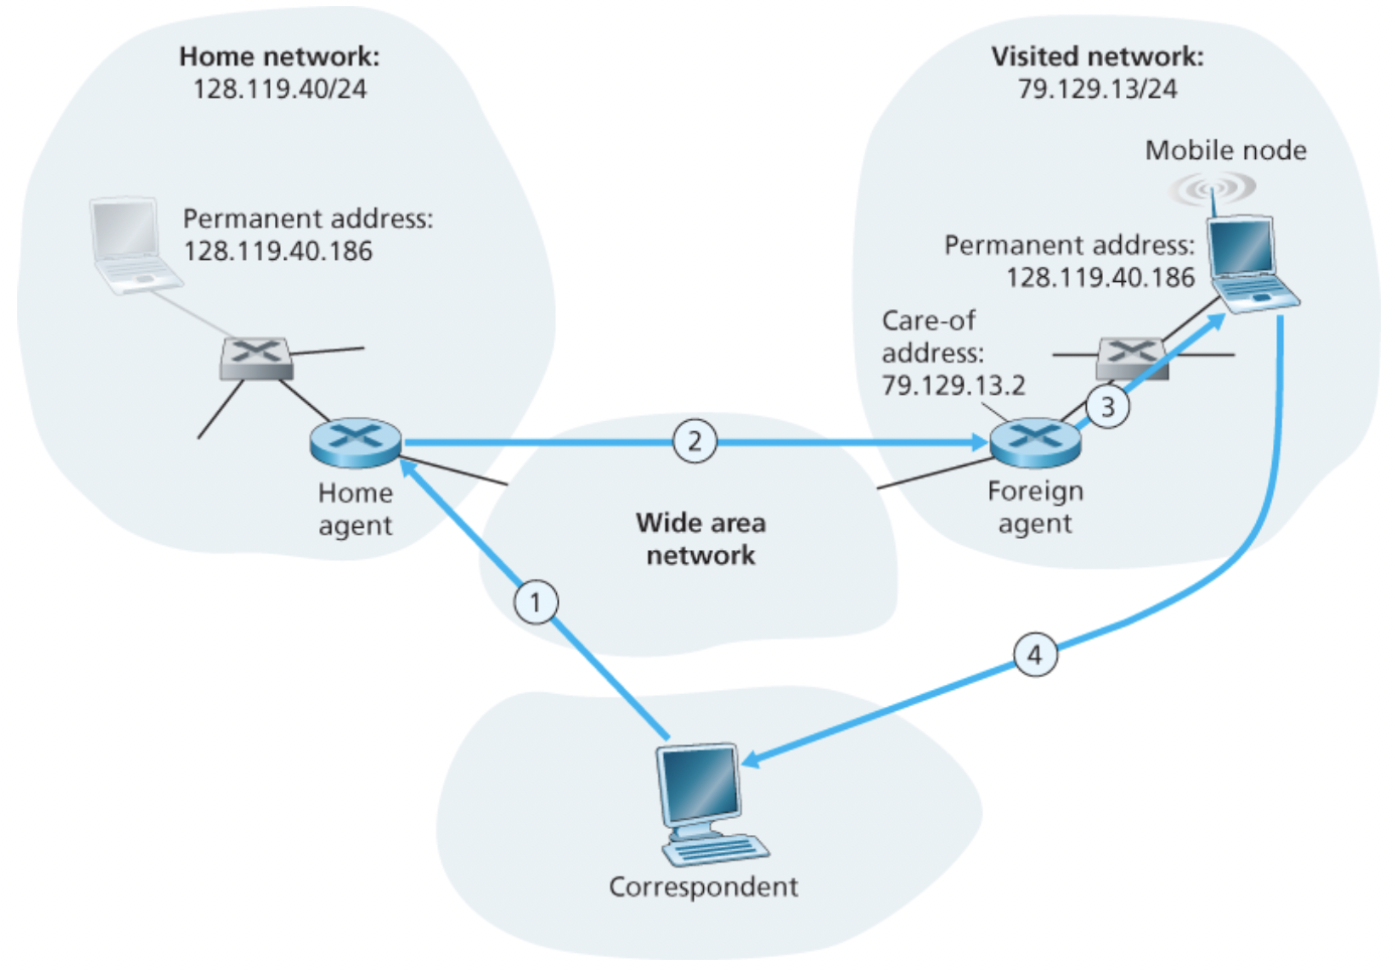 Home network:
128.119.40/24
Visited network:
79.129.13/24
Mobile node
Permanent address:
128.119.40.186
Permanent address:
128.119.40.186
Care-of
address:
79.129.13.2
3
2
Home
agent
Foreign
agent
Wide area
network
1
4
Correspondent